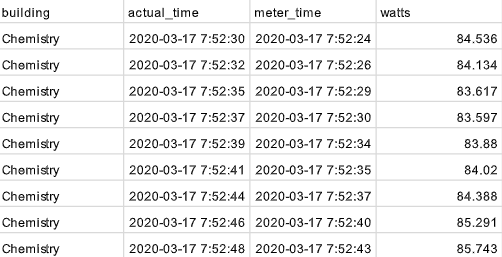 building actual_time meter_time watts
Chemistry 2020-03-17 7:52:30 2020-03-17 7:52:24 84.536
Chemistry 2020-03-17 7:52:32 2020-03-17 7:52:26 84.134
Chemistry 2020-03-17 7:52:35 2020-03-17 7:52:29 83.617
Chemistry 2020-03-17 7:52:37 2020-03-17 7:52:30 83.597
Chemistry 2020-03-17 7:52:39 2020-03-17 7:52:34 83.88
Chemistry 2020-03-17 7:52:41 2020-03-17 7:52:35 84.02
Chemistry 2020-03-17 7:52:44 2020-03-17 7:52:37 84.388
Chemistry 2020-03-17 7:52:46 2020-03-17 7:52:40 85.291
Chemistry 2020-03-17 7:52:48 2020-03-17 7:52:43 85.743